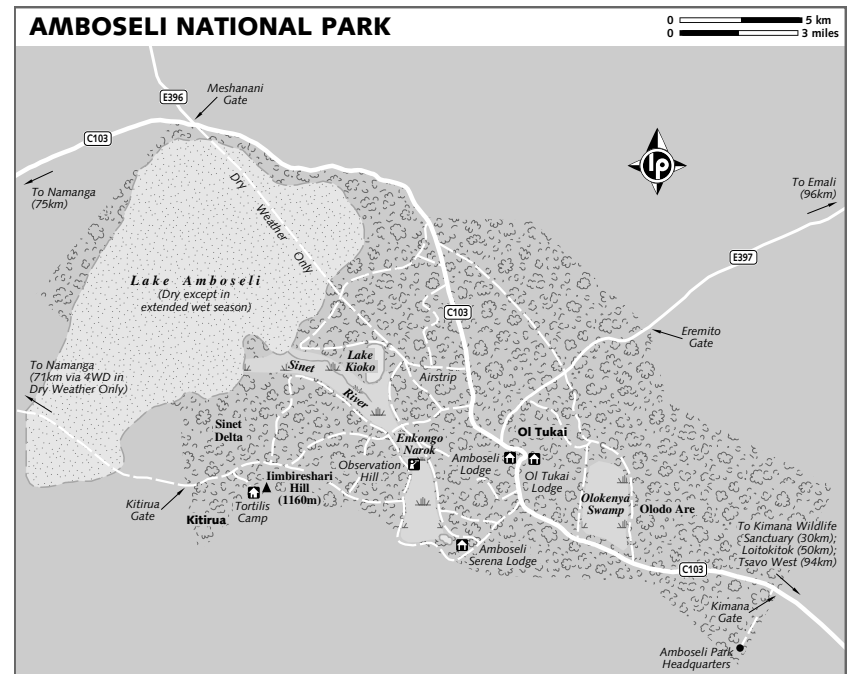 AMBOSELI NATIONAL PARK
0 5 km
0 3 miles
E396
Meshanani
Gate
C103
To Namanga
(75km)
Dry Weather Only
lp
To Emali
(96km)
E397
Lake Amboseli
(Dry except in
extended wet season)
C103
Eremito
Gate
To Namanga
(71km via 4WD in
Dry Weather Only)
Lake
Kioko
Sinet
River
Airstrip
Sinet
Delta
Ol Tukai
Enkongo
Narok
Observation
Hill
Amboseli
Lodge
Ol Tukai
Lodge
Iimbireshari
Hill
(1160m)
Kitirua
Gate
Tortilis
Camp
Kitirua
Olokenya
Swamp
Olodo Are
To Kimana Wildlife
Sanctuary (30km);
Loitokitok (50km);
Tsavo West (94km)
Amboseli
Serena Lodge
C103
Kimana
Gate
Amboseli Park
Headquarters